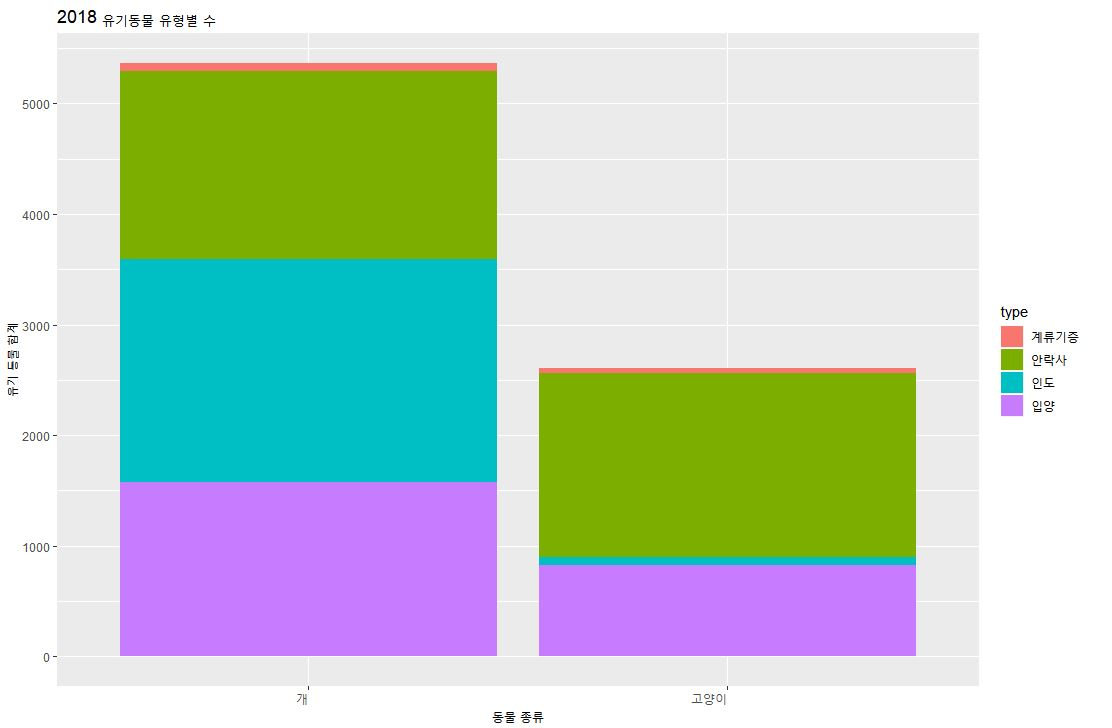 2018 유기동물 유형별 수
5000
4000
3000
2000
1000
0
유기 동물 합계
개
고양이
동물 종류
type
계류기증
안락사
인도
입양